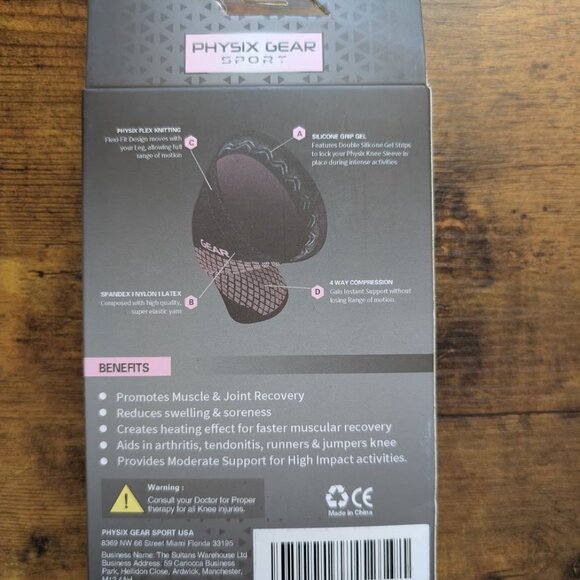 PHYSIX GEAR
SPORT
PHYSIX FLEX KNITTING
Flexi-Fit Design moves with
your Leg, allowing full
range of motion
C
A
SILICONE GRIP GEL
Features Double Silicone Gel Strips
to lock your Physix Knee Sleeve in
place during intense activities
GEAR
SPANDEX I NYLON I LATEX
Composed with high quality,
super elastic yarn
B
D
4 WAY COMPRESSION
Gain Instant Support without
losing Range of motion.
BENEFITS
Promotes Muscle & Joint Recovery
Reduces swelling & soreness
Creates heating effect for faster muscular recovery
Aids in arthritis, tendonitis, runners & jumpers knee
Provides Moderate Support for High Impact activities.
Warning :
Consult your Doctor for Proper
therapy for all Knee injuries.
CE
Made in China
PHYSIX GEAR SPORT USA
8369 NW 66 Street Miami Florida 33195
Business Name: The Sultans Warehouse Ltd
Business Address: 59 Cariocca Business
Park, Hellidon Close, Ardwick, Manchester,
M12 4AH